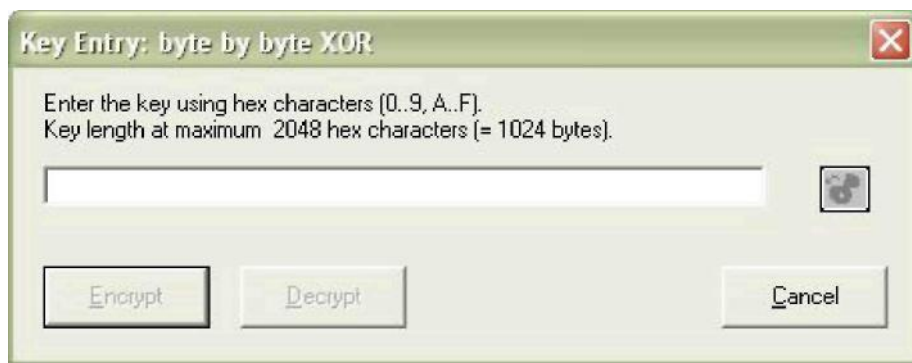 Key Entry: byte by byte XOR
Enter the key using hex characters (0..9, A..F).
Key length at maximum 2048 hex characters (= 1024 bytes).
Encrypt
Decrypt
Cancel